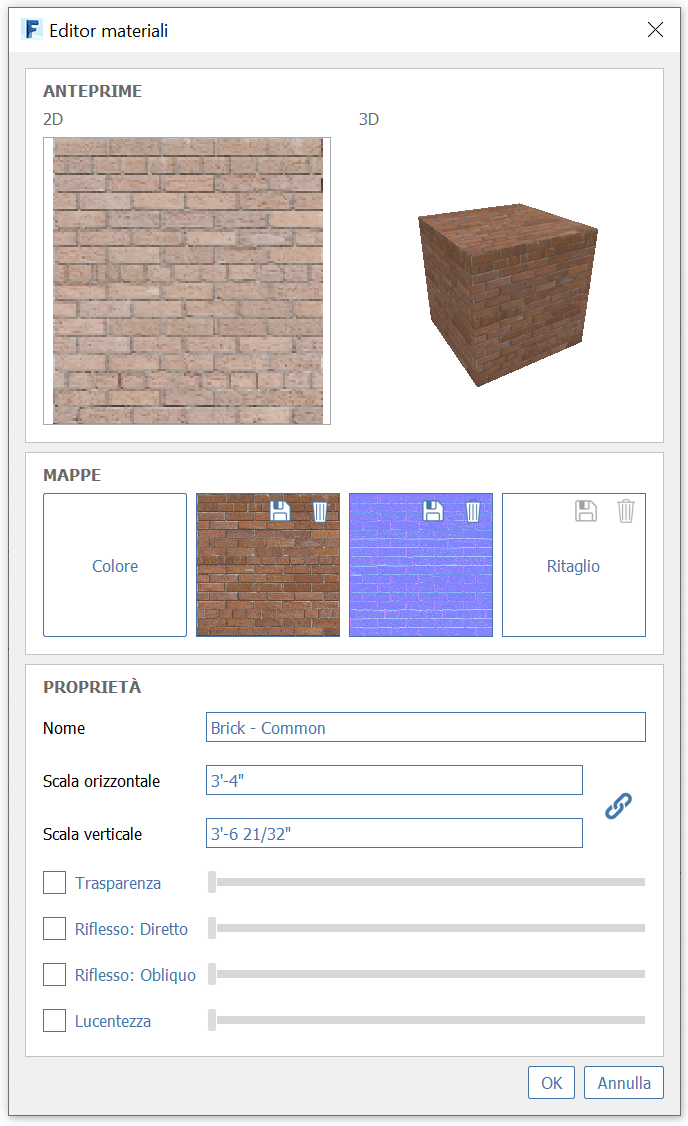 Editor materiali
ANTEPRIME
2D
3D
MAPPE
Colore
Ritaglio
PROPRIETÀ
Nome
Brick - Common
Scala orizzontale
3'-4"
Scala verticale
3'-6 21/32"
Trasparenza
Riflesso: Diretto
Riflesso: Obliquo
Lucentezza
OK
Annulla